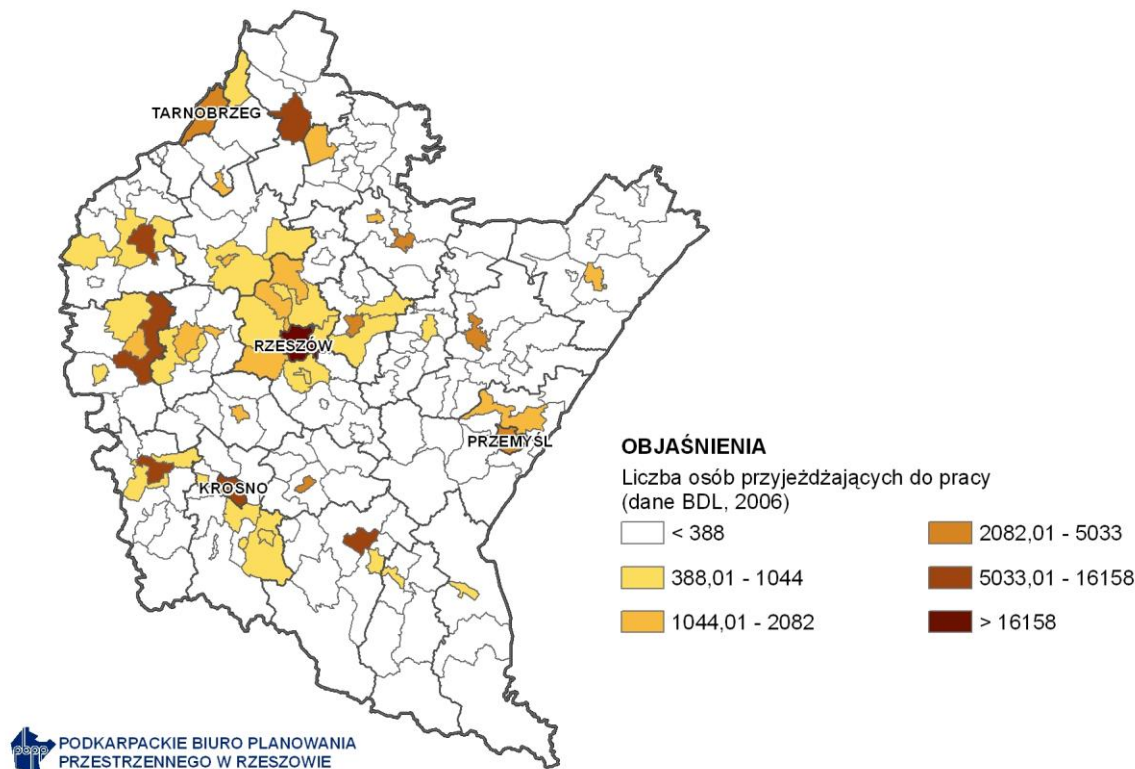 TARNOBRZEG
RZESZÓW
PRZEMYŚL
KROSNO
OBJAŚNIENIA
Liczba osób przyjeżdżających do pracy
(dane BDL, 2006)
< 388
388,01 - 1044
1044,01 - 2082
2082,01 - 5033
5033,01 - 16158
> 16158
pbpp
PODKARPACKIE BIURO PLANOWANIA
PRZESTRZENNEGO W RZESZOWIE